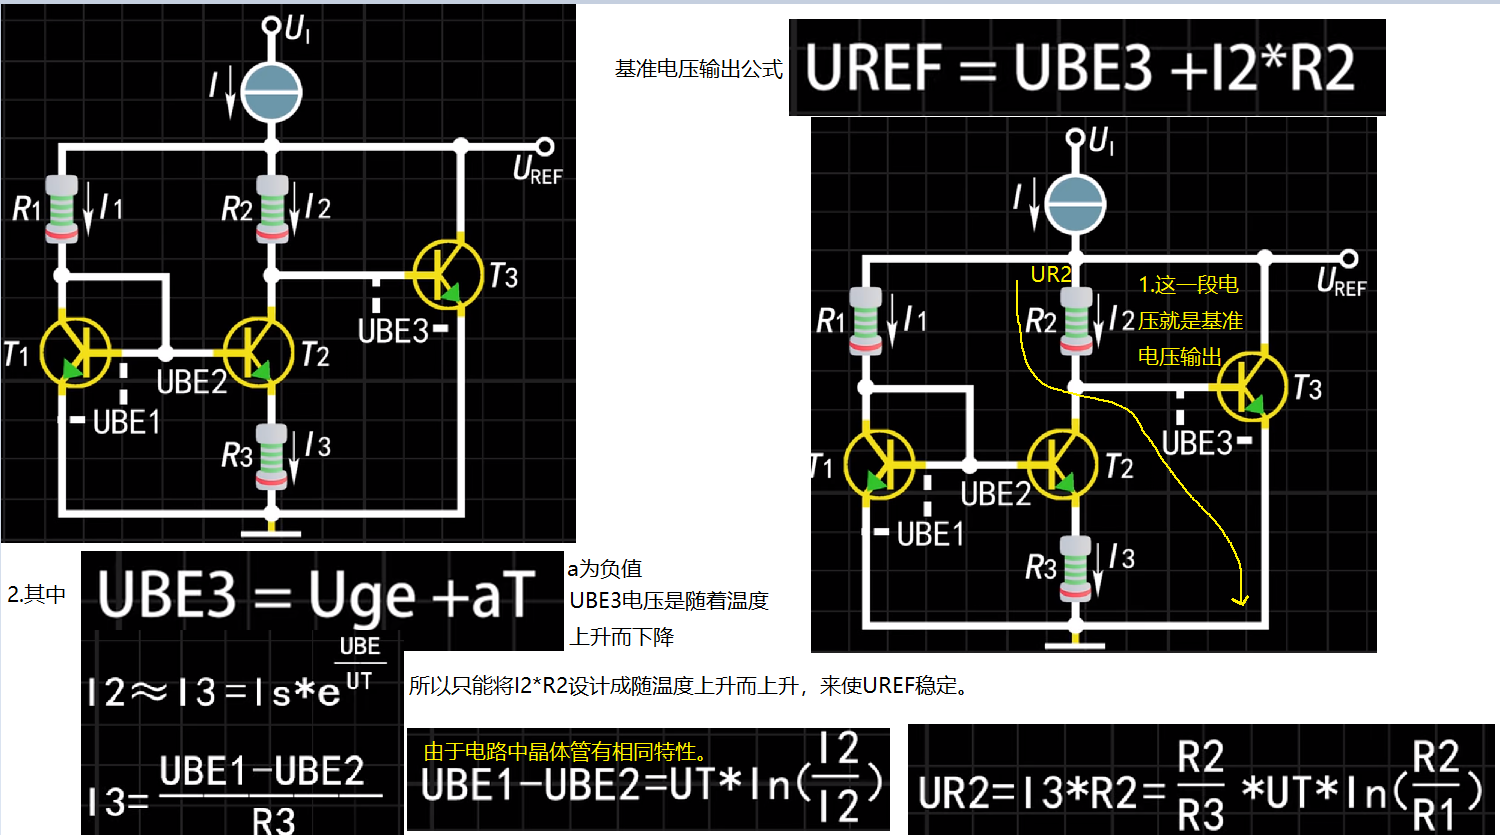 UI
I
UREF
R1
I1
R2
I2
T3
UBE3
T1
T2
UBE2
UBE1
R3
I3
基准电压输出公式
UREF = UBE3 +I2*R2
UI
I
UR2
1.这一段电
压就是基准
电压输出
UREF
R1
I1
R2
I2
T3
UBE3
T1
T2
UBE2
UBE1
R3
I3
2.其中
UBE3 = Uge +aT
a为负值
UBE3电压是随着温度
上升而下降
I2≈I3=Is*e^(UBE/UT)
所以只能将I2*R2设计成随温度上升而上升，来使UREF稳定。
I3=(UBE1-UBE2)/R3
由于电路中晶体管有相同特性。
UBE1-UBE2=UT*ln(I2/I2)
UR2=I3*R2=R2/R3*UT*ln(R2/R1)